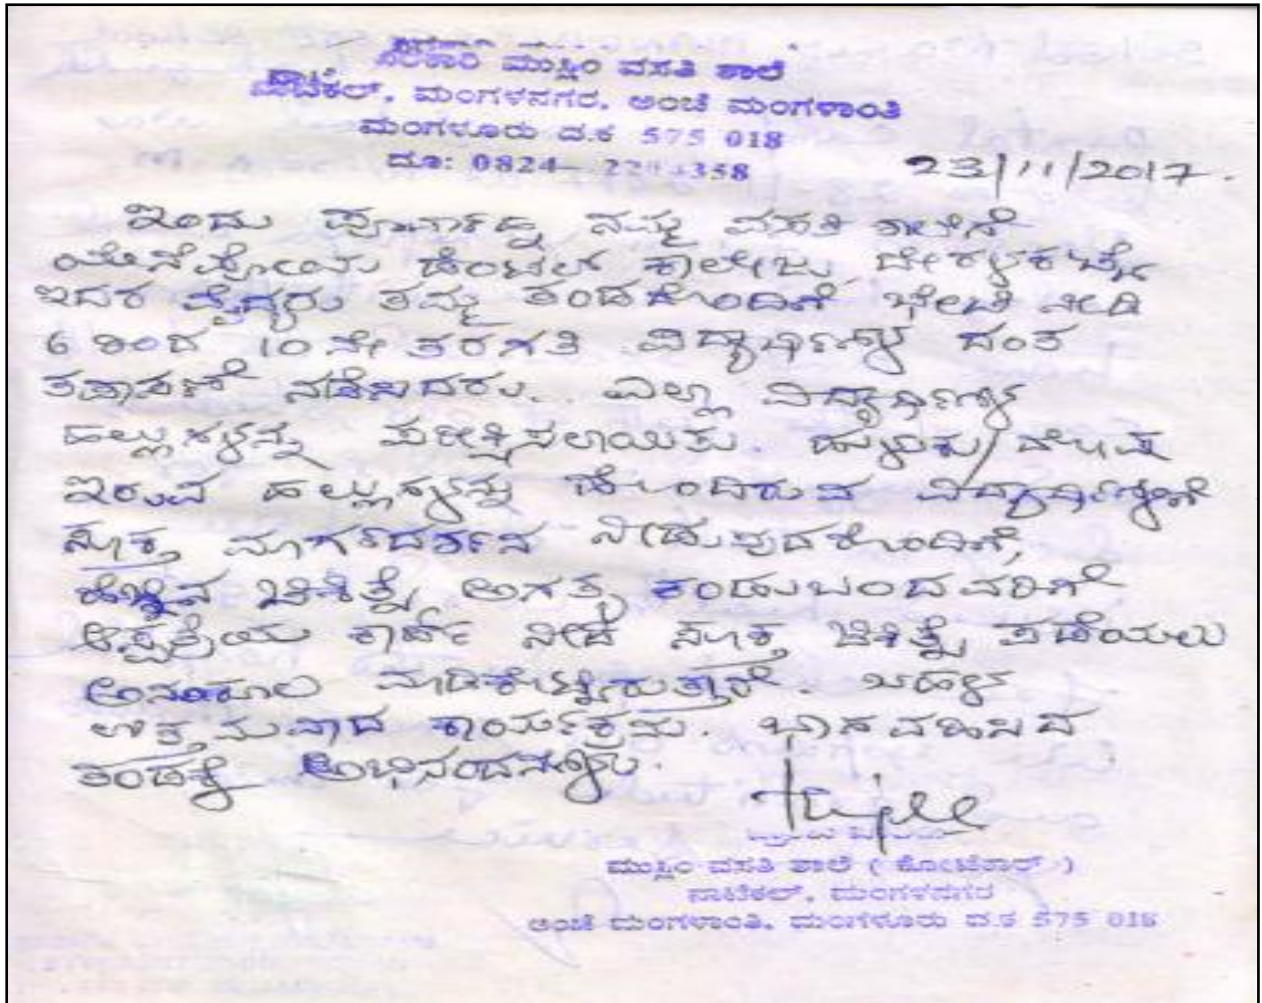 ಸರಕಾರಿ ಮುಸ್ಲಿಂ ವಸತಿ ಶಾಲೆ
ನಾಟೆಕಲ್, ಮಂಗಳನಗರ, ಅಂಚೆ ಮಂಗಳಾಂತಿ
ಮಂಗಳೂರು ದ.ಕ 575 018
ದೂ: 0824-
23/11/2017.
ಇಂದು ಪೂರ್ವಾಹ್ನ ನಮ್ಮ ವಸತಿ ಶಾಲೆಗೆ
ಯೆನೆಪೋಯ ಡೆಂಟಲ್ ಕಾಲೇಜು ದೇರಳಕಟ್ಟೆ
ಇದರ ವೈದ್ಯರು ತಮ್ಮ ತಂಡದೊಂದಿಗೆ ಭೇಟಿ ನೀಡಿ
6 ರಿಂದ 10ನೇ ತರಗತಿ ವಿದ್ಯಾರ್ಥಿಗಳ ದಂತ
ತಪಾಸಣೆ ನಡೆಸಿದರು. ಎಲ್ಲಾ ವಿದ್ಯಾರ್ಥಿಗಳ
ಹಲ್ಲುಗಳನ್ನು ಪರೀಕ್ಷಿಸಲಾಯಿತು. ಹುಳುಕು/
ಇರುವ ಹಲ್ಲುಗಳನ್ನು ಹೊಂದಿರುವ ವಿದ್ಯಾರ್ಥಿಗಳಿಗೆ
ಸೂಕ್ತ ಮಾರ್ಗದರ್ಶನ ನೀಡುವುದರೊಂದಿಗೆ,
ಹೆಚ್ಚಿನ ಚಿಕಿತ್ಸೆ ಅಗತ್ಯ ಕಂಡುಬಂದವರಿಗೆ
ಆಸ್ಪತ್ರೆಯ ಕಾರ್ಡ್ ನೀಡಿ ಸೂಕ್ತ ಚಿಕಿತ್ಸೆ ಪಡೆಯಲು
ಅನುಕೂಲ ಮಾಡಿಕೊಟ್ಟಿರುತ್ತಾರೆ. ಬಹಳ
ಉತ್ತಮವಾದ ಕಾರ್ಯಕ್ರಮ. ಭಾಗವಹಿಸಿದ
ತಂಡಕ್ಕೆ ಅಭಿನಂದನೆಗಳು.
ಮುಸ್ಲಿಂ ವಸತಿ ಶಾಲೆ ( ಕೋಟೆಕಾರ್ )
ನಾಟೆಕಲ್, ಮಂಗಳನಗರ
ಅಂಚೆ ಮಂಗಳಾಂತಿ, ಮಂಗಳೂರು ದ.ಕ 575 018